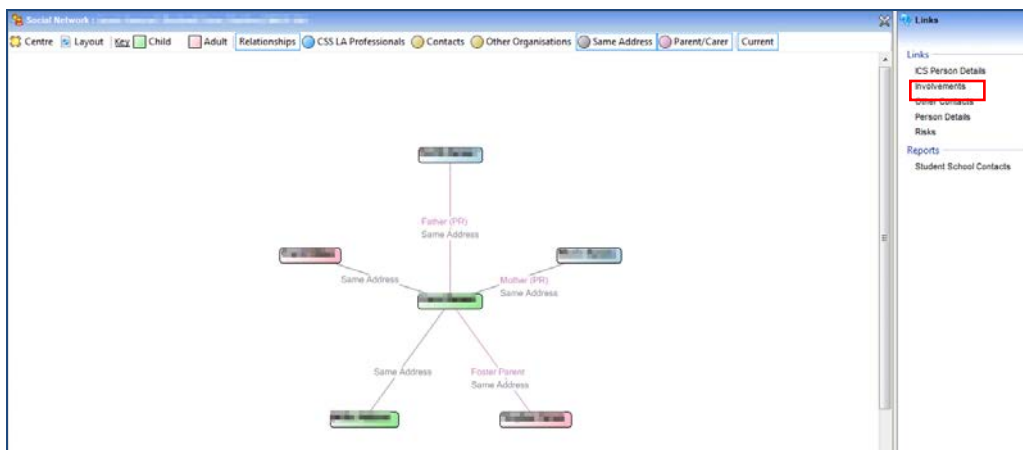 Social Network
Links
Centre Layout Key Child Adult Relationships CSS LA Professionals Contacts Other Organisations Same Address Parent/Carer Current
Links
ICS Person Details
Involvements
Other Contacts
Person Details
Risks
Reports
Student School Contacts
Father (PR)
Same Address
Same Address
Mother (PR)
Same Address
Same Address
Foster Parent
Same Address